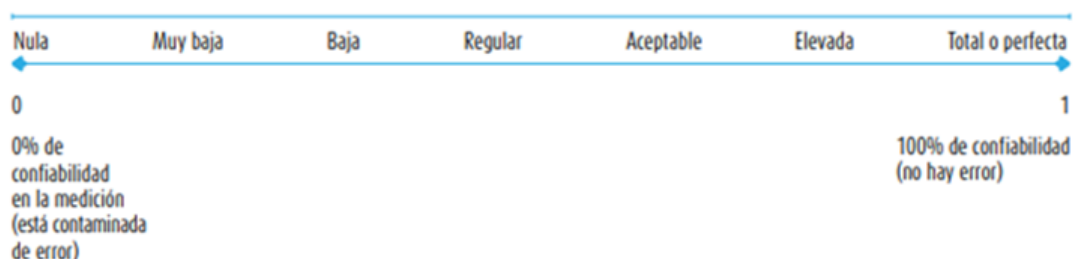 Nula Muy baja Baja Regular Aceptable Elevada Total o perfecta
0 1
0% de
confiabilidad
en la medición
(está contaminada
de error)
100% de confiabilidad
(no hay error)